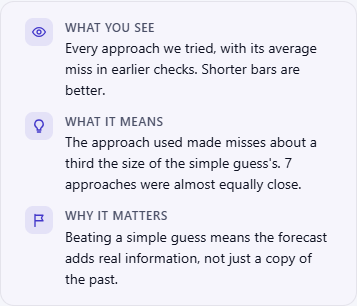 WHAT YOU SEE
Every approach we tried, with its average
miss in earlier checks. Shorter bars are
better.
WHAT IT MEANS
The approach used made misses about a
third the size of the simple guess's. 7
approaches were almost equally close.
WHY IT MATTERS
Beating a simple guess means the forecast
adds real information, not just a copy of
the past.